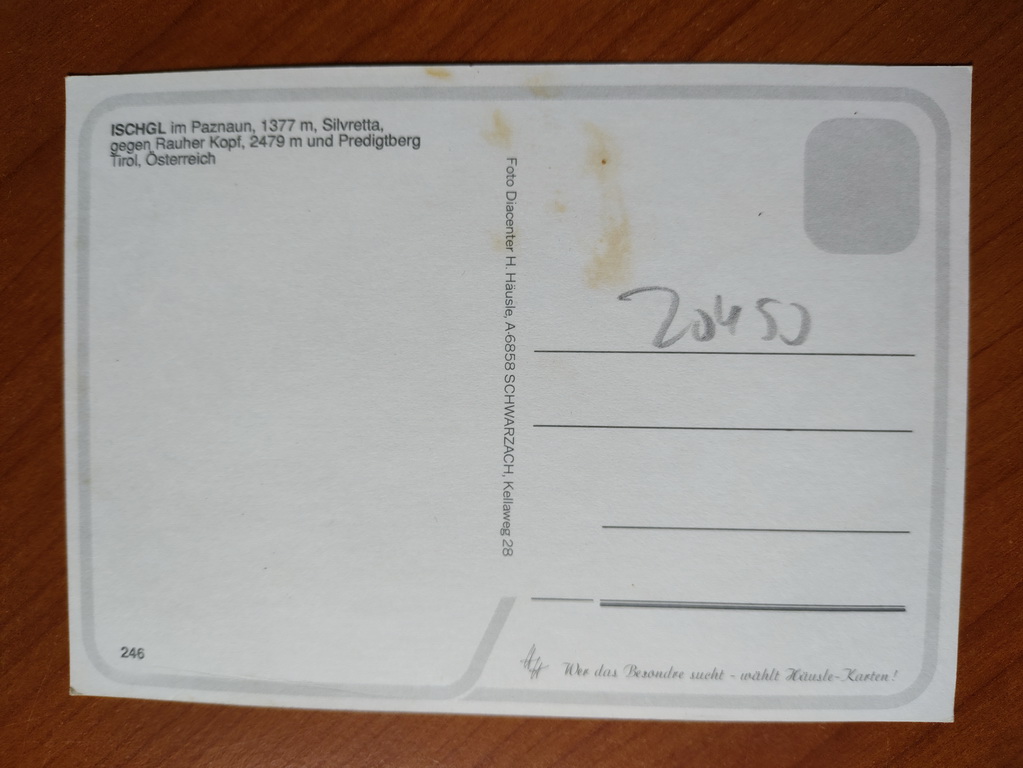 ISCHGL im Paznaun, 1377 m, Silvretta,
gegen Rauher Kopf, 2479 m und Predigtberg
Tirol, Österreich
Foto Diacenter H. Häusle, A-6858 SCHWARZACH, Kellaweg 28
20450
246
Wer das Besondre sucht - wählt Häusle-Karten!